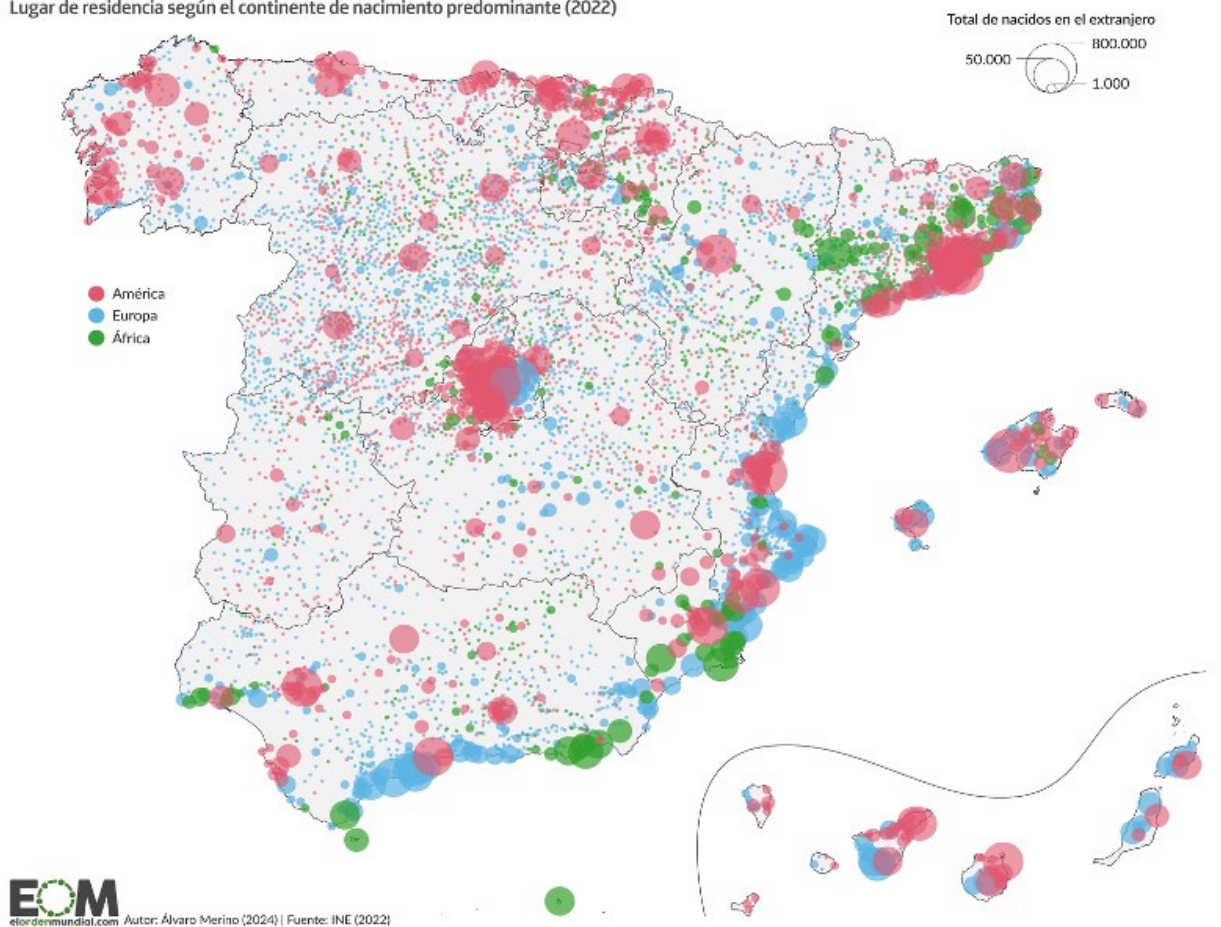 Lugar de residencia según el continente de nacimiento predominante (2022)
Total de nacidos en el extranjero
800.000
50.000
1.000
América
Europa
África
EOM
elordenmundial.com
Autor: Álvaro Merino (2024) | Fuente: INE (2022)